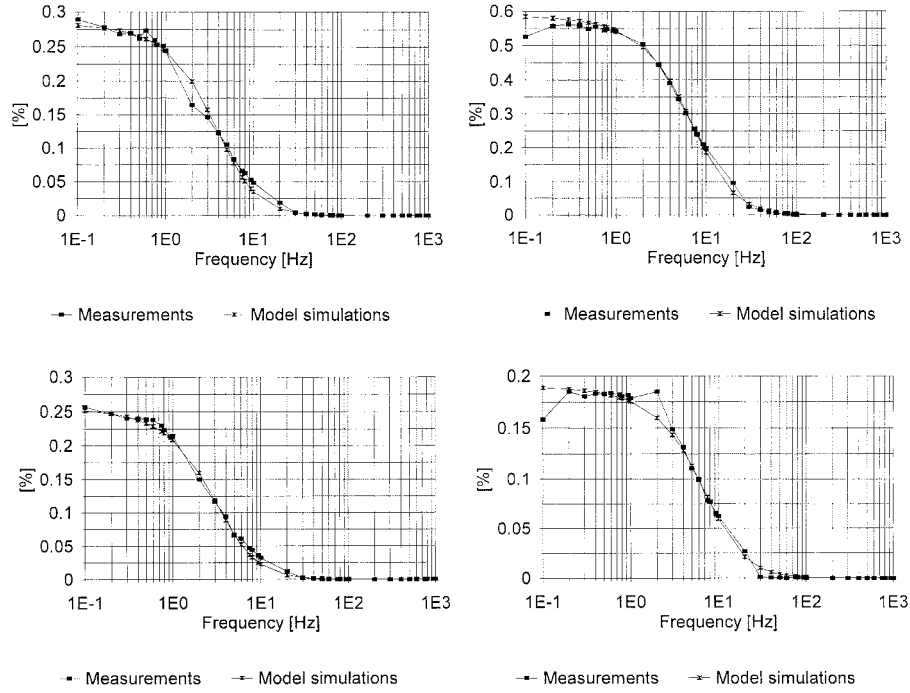 0.3
0.25
0.2
0.15
0.1
0.05
0
[%]
1E-1 1E0 1E1 1E2 1E3
Frequency [Hz]
Measurements Model simulations
0.6
0.5
0.4
0.3
0.2
0.1
0
[%]
1E-1 1E0 1E1 1E2 1E3
Frequency [Hz]
Measurements Model simulations
0.3
0.25
0.2
0.15
0.1
0.05
0
[%]
1E-1 1E0 1E1 1E2 1E3
Frequency [Hz]
Measurements Model simulations
0.2
0.15
0.1
0.05
0
[%]
1E-1 1E0 1E1 1E2 1E3
Frequency [Hz]
Measurements Model simulations